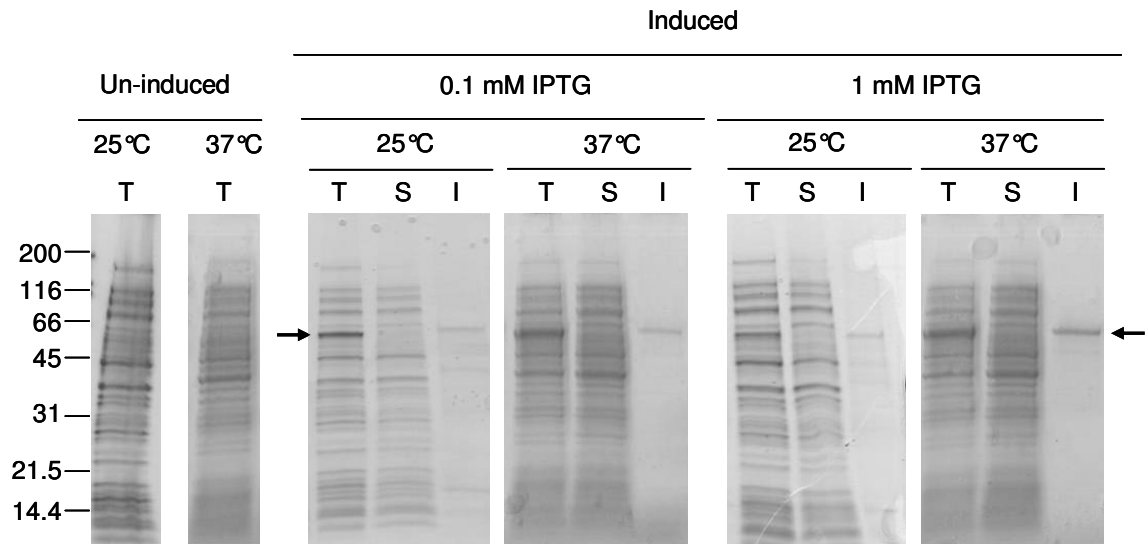 Induced
Un-induced 0.1 mM IPTG 1 mM IPTG
25°C 37°C 25°C 37°C 25°C 37°C
T T T S I T S I T S I T S I
200
116
66
45
31
21.5
14.4